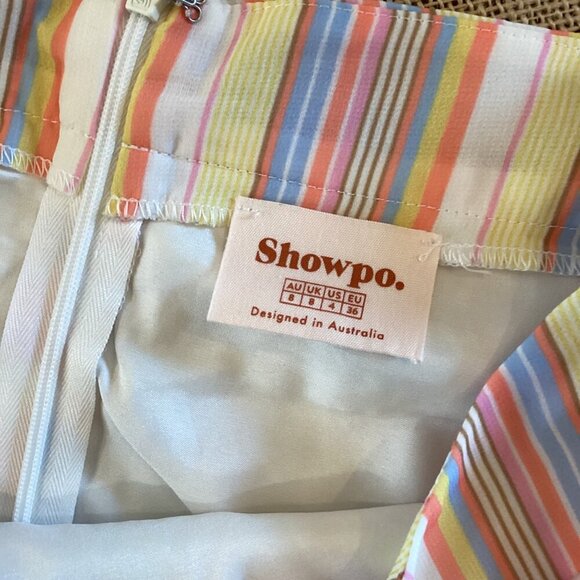 Showpo.
AU UK US EU
8 8 4 36
Designed in Australia